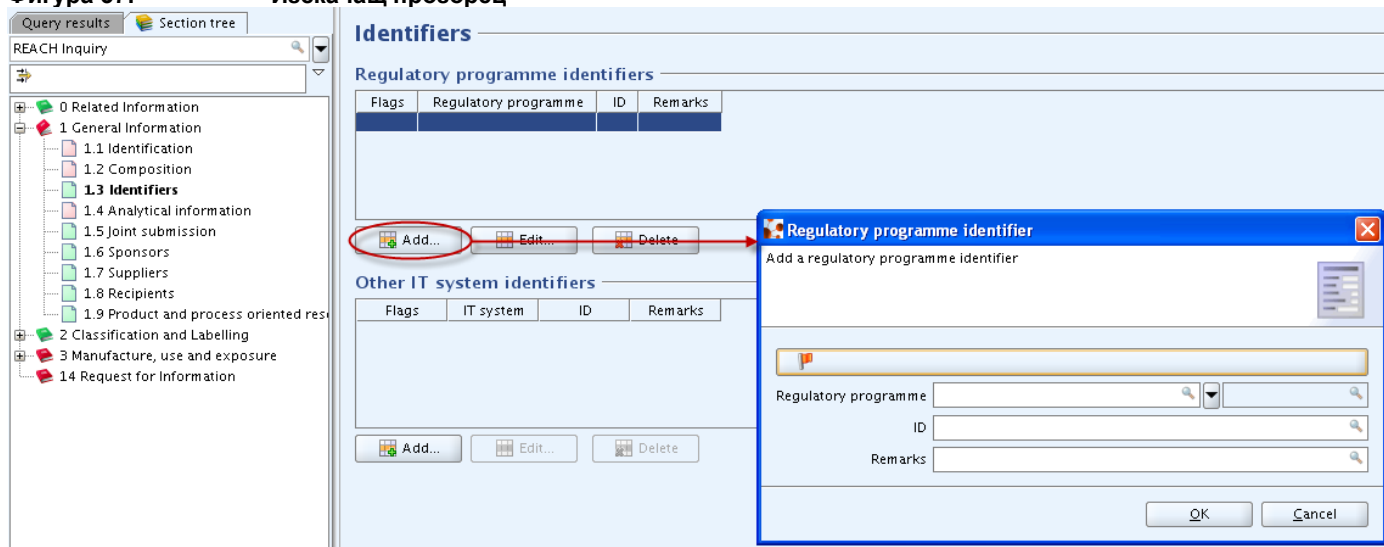 Query results
Section tree
REACH Inquiry
0 Related Information
1 General Information
1.1 Identification
1.2 Composition
1.3 Identifiers
1.4 Analytical information
1.5 Joint submission
1.6 Sponsors
1.7 Suppliers
1.8 Recipients
1.9 Product and process oriented res
2 Classification and Labelling
3 Manufacture, use and exposure
14 Request for Information
Identifiers
Regulatory programme identifiers
Flags Regulatory programme ID Remarks
Add... Edit... Delete
Other IT system identifiers
Flags IT system ID Remarks
Add... Edit... Delete
Regulatory programme identifier
Add a regulatory programme identifier
Regulatory programme
ID
Remarks
OK Cancel